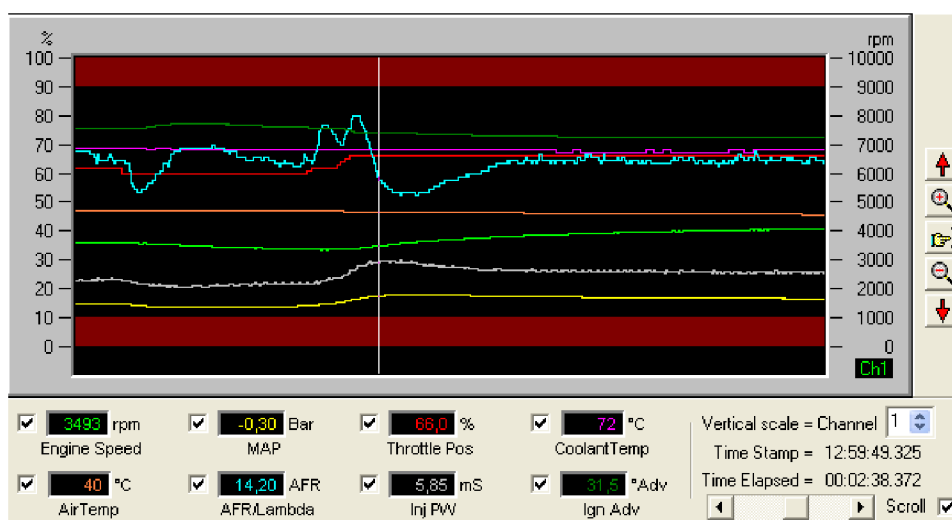 % rpm
100 10000
90 9000
80 8000
70 7000
60 6000
50 5000
40 4000
30 3000
20 2000
10 1000
0 0
Ch1
3493 rpm -0,30 Bar 66,0 % 72 °C Vertical scale = Channel 1
Engine Speed MAP Throttle Pos CoolantTemp Time Stamp = 12:59:49.325
40 °C 14,20 AFR 5,85 mS 31,5 °Adv Time Elapsed = 00:02:38.372
AirTemp AFR/Lambda Inj PW Ign Adv Scroll